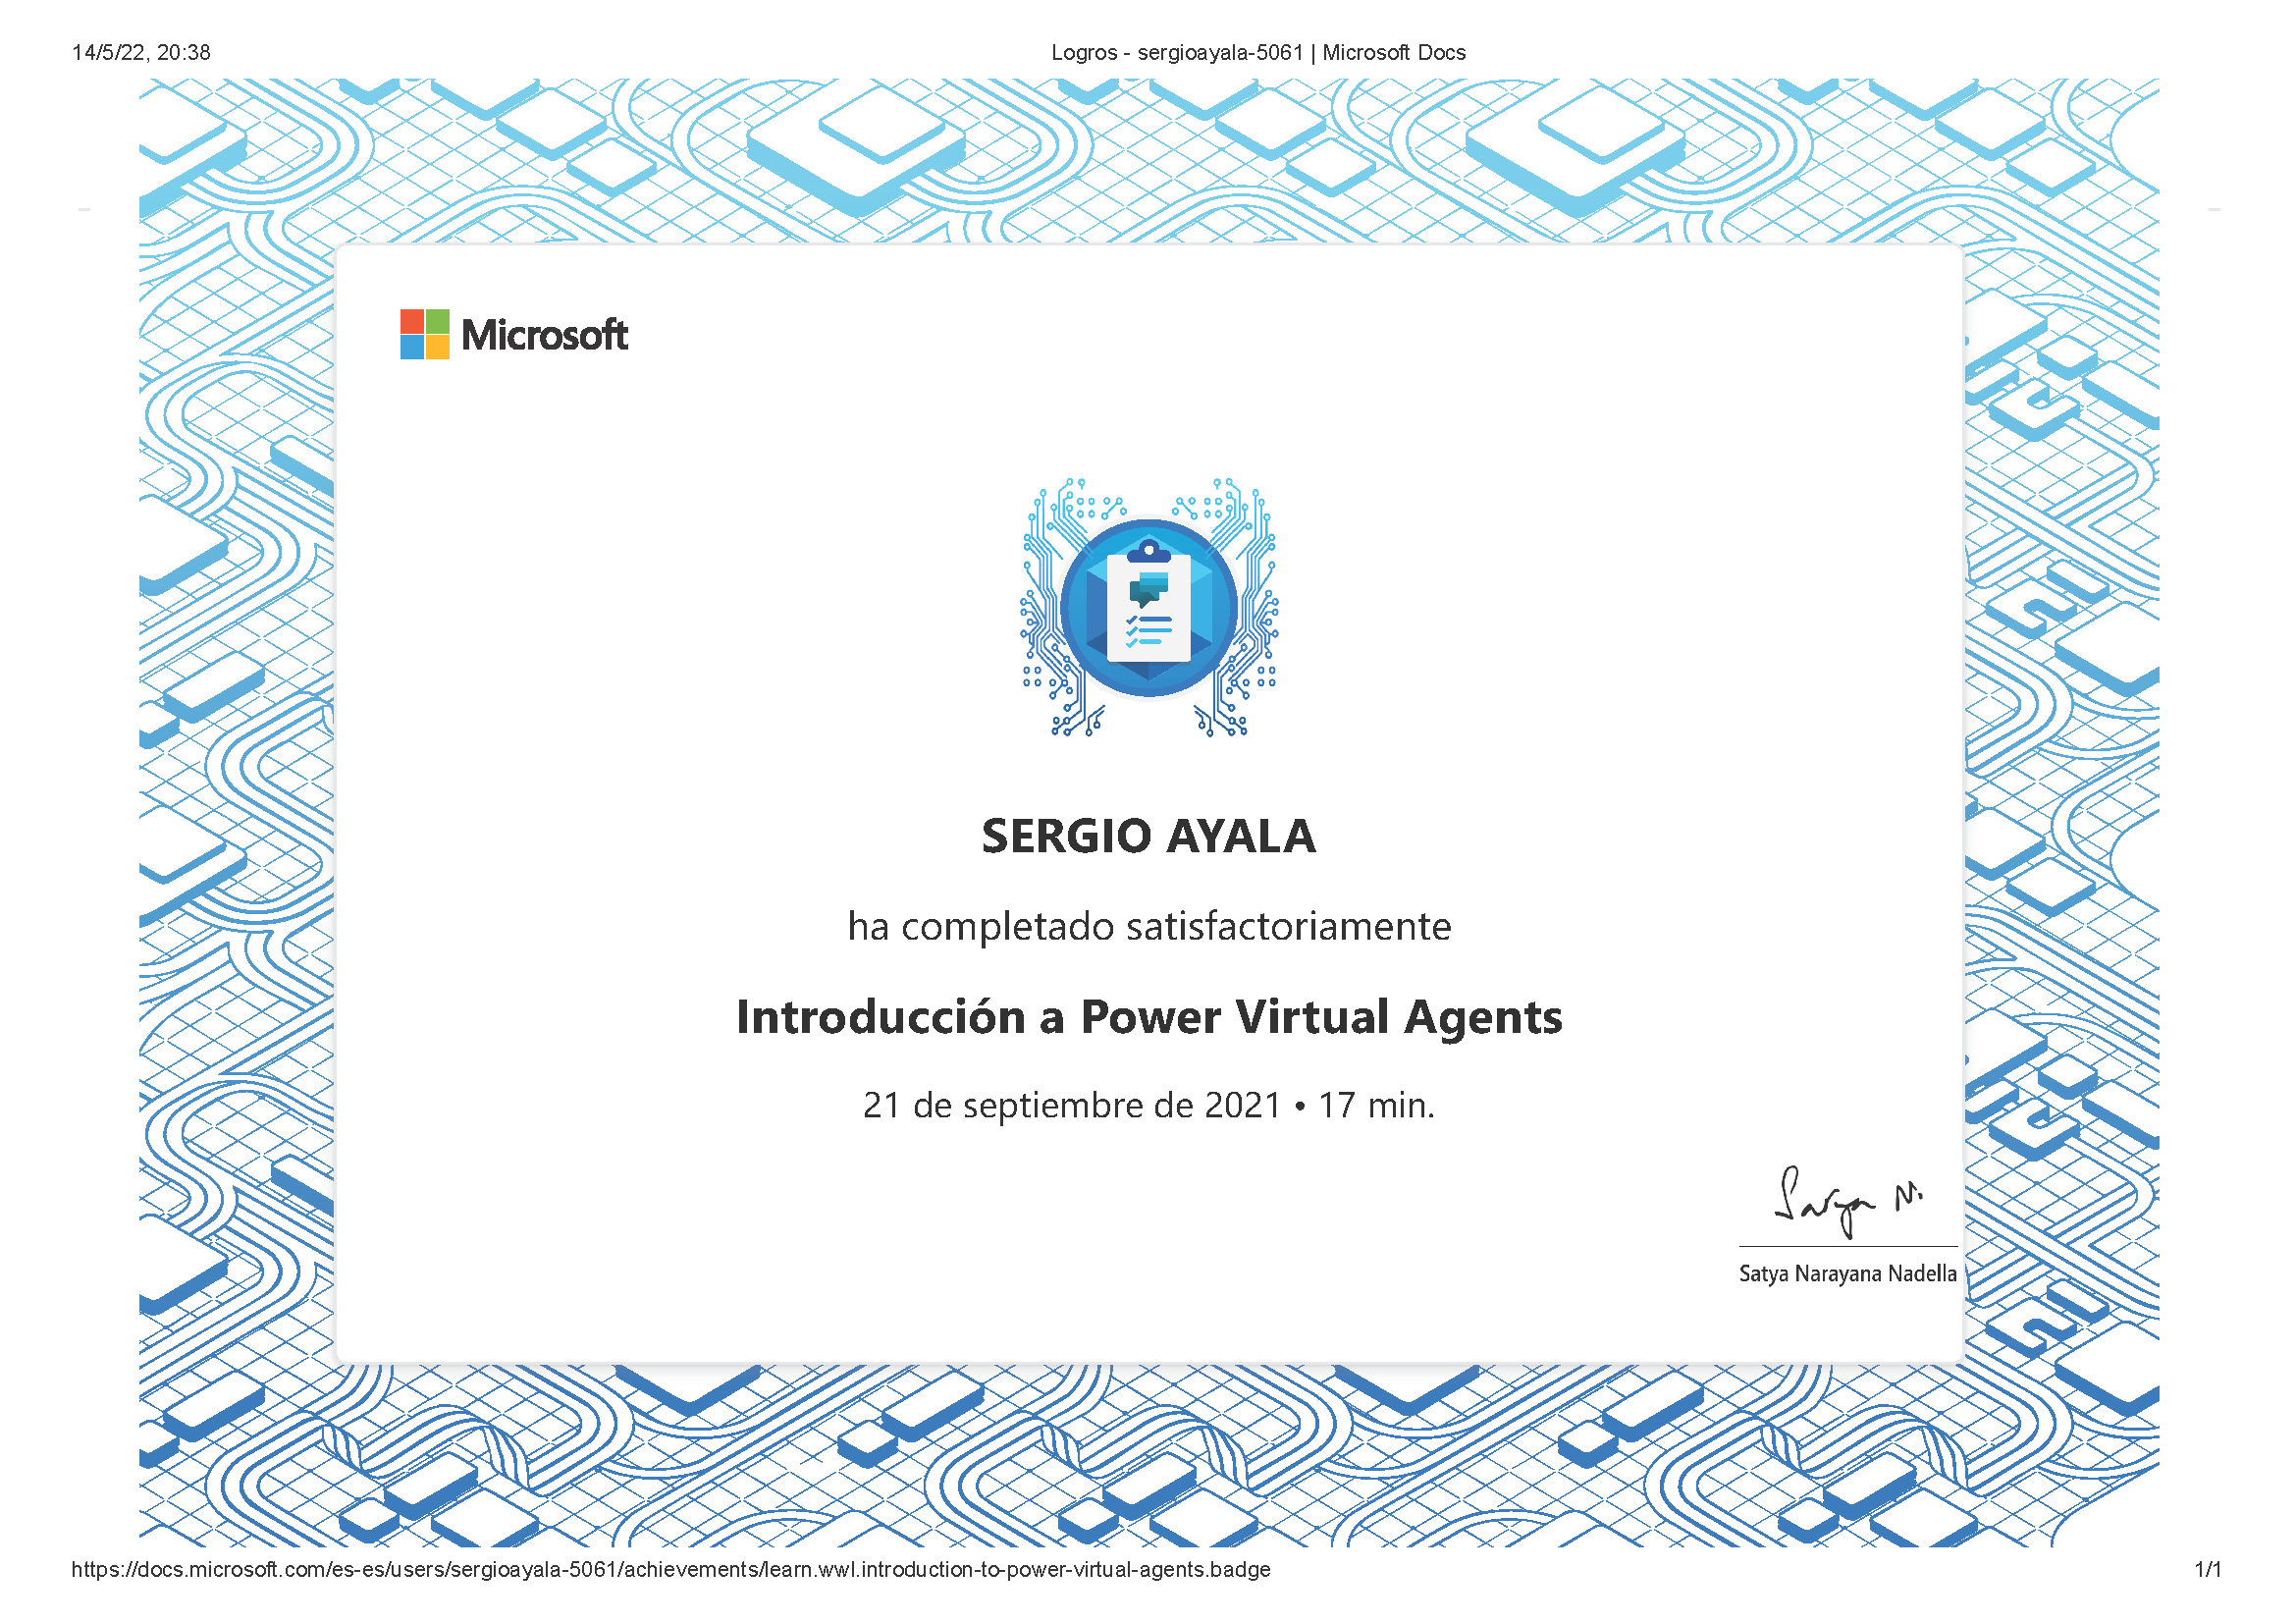 14/5/22, 20:38
Logros - sergioayala-5061 | Microsoft Docs
Microsoft
SERGIO AYALA
ha completado satisfactoriamente
Introducción a Power Virtual Agents
21 de septiembre de 2021 • 17 min.
Satya N.
Satya Narayana Nadella
https://docs.microsoft.com/es-es/users/sergioayala-5061/achievements/learn.wwl.introduction-to-power-virtual-agents.badge
1/1